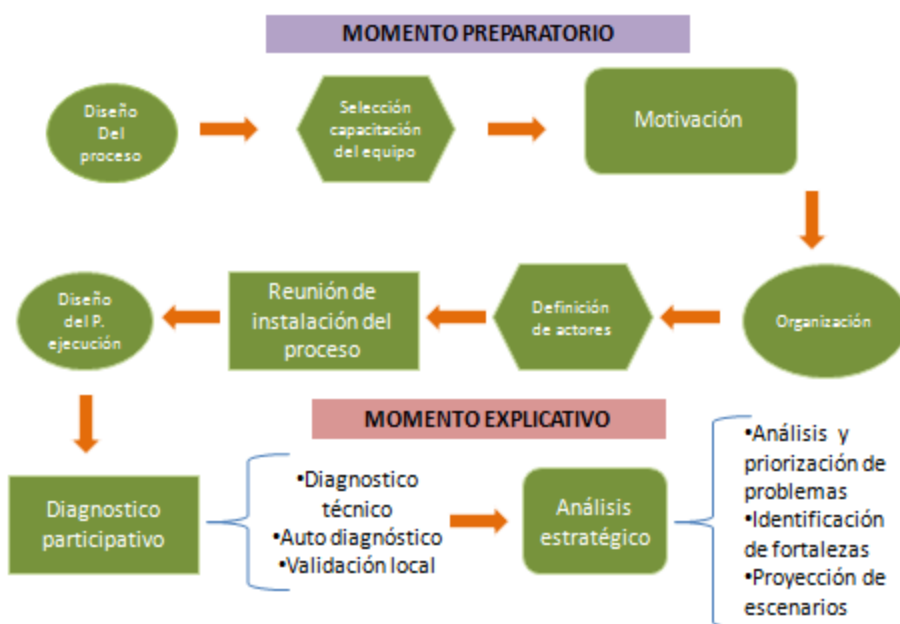 MOMENTO PREPARATORIO
Diseño
Del
proceso
Selección
capacitación
del equipo
Motivación
Organización
Definición
de actores
Reunión de
instalación del
proceso
Diseño
del P.
ejecución
MOMENTO EXPLICATIVO
Diagnostico
participativo
•Diagnostico
técnico
•Auto diagnóstico
•Validación local
Análisis
estratégico
•Análisis y
priorización de
problemas
•Identificación
de fortalezas
•Proyección de
escenarios